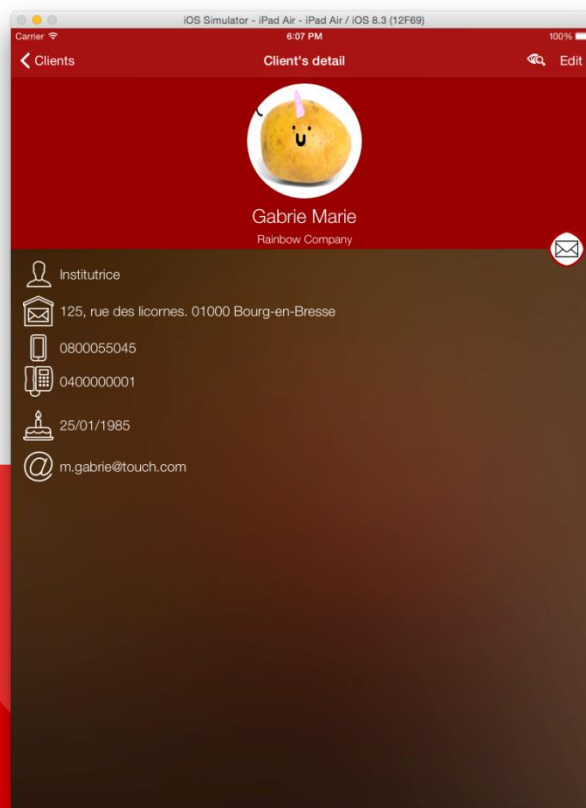 iOS Simulator - iPad Air - iPad Air / iOS 8.3 (12F69)
Carrier 6:07 PM 100%
Clients Client's detail Edit
Gabrie Marie
Rainbow Company
Institutrice
125, rue des licornes. 01000 Bourg-en-Bresse
0800055045
0400000001
25/01/1985
@ m.gabrie@touch.com